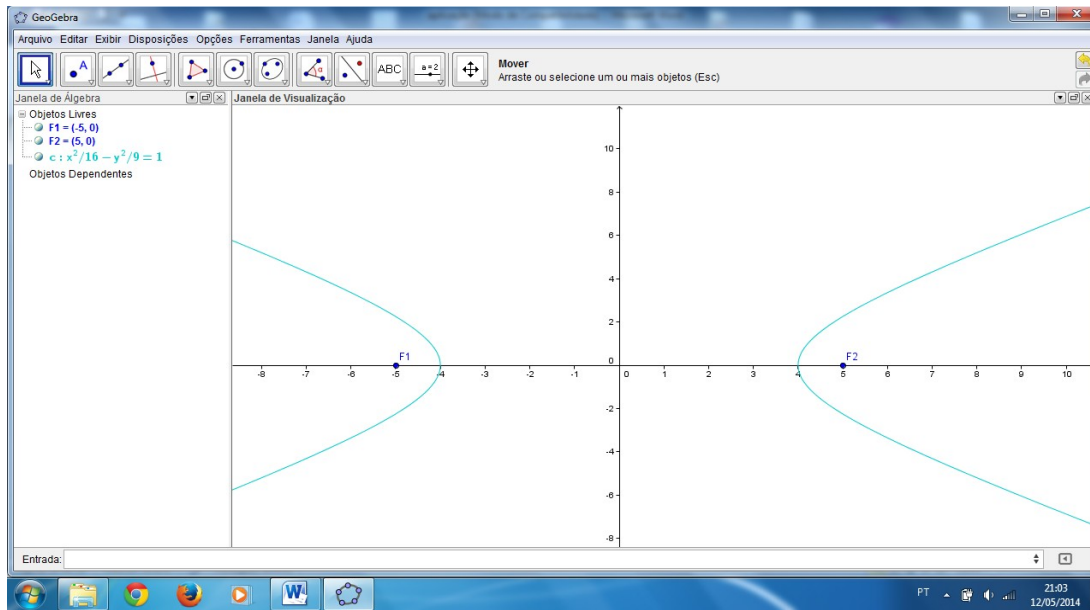 GeoGebra
Arquivo Editar Exibir Disposições Opções Ferramentas Janela Ajuda
A
α
ABC
a=2
Mover
Arraste ou selecione um ou mais objetos (Esc)
Janela de Álgebra
Janela de Visualização
Objetos Livres
F1 = (-5, 0)
F2 = (5, 0)
c : x²/16 − y²/9 = 1
Objetos Dependentes
10
8
6
4
2
0
F1
F2
-8 -7 -6 -5 -4 -3 -2 -1 0 1 2 3 4 5 6 7 8 9 10
-2
-4
-6
-8
Entrada:
W
PT
21:03
12/05/2014